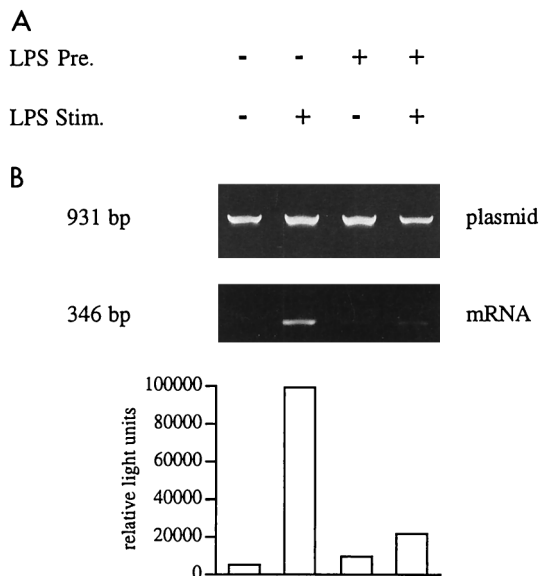 A
LPS Pre. - - + +
LPS Stim. - + - +
B
931 bp plasmid
346 bp mRNA
relative light units
100000
80000
60000
40000
20000
0